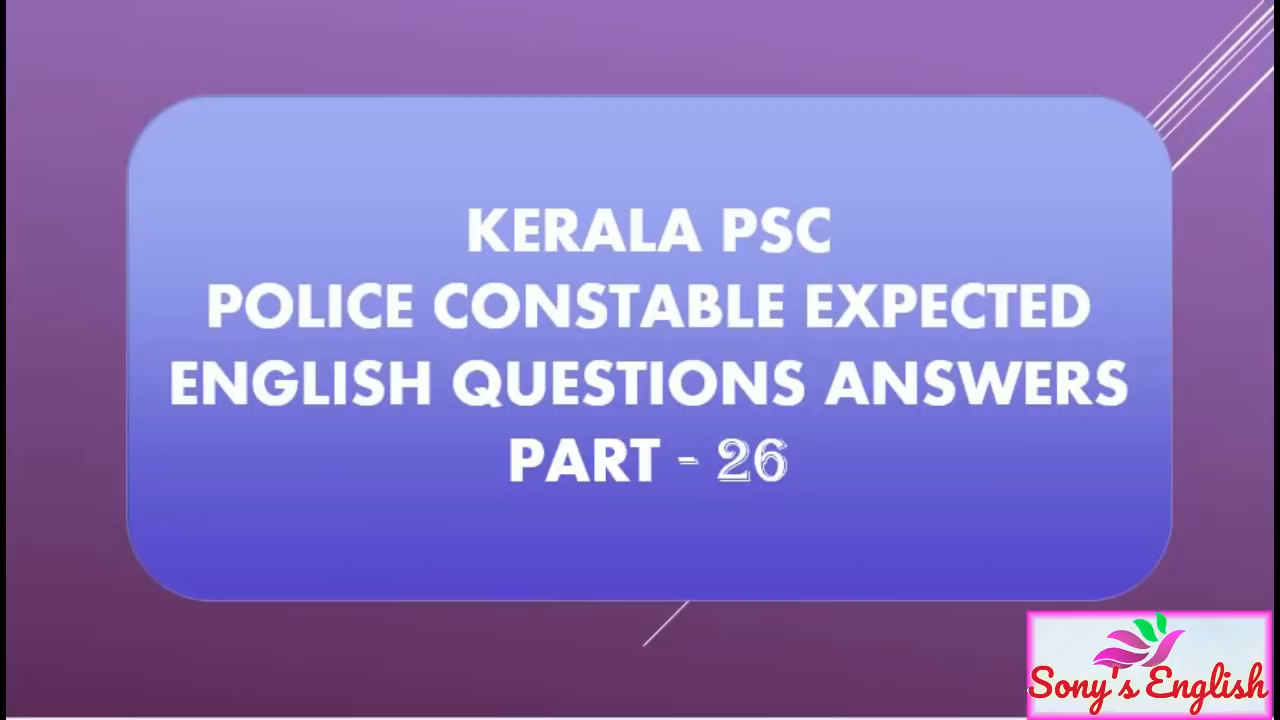 KERALA PSC
POLICE CONSTABLE EXPECTED
ENGLISH QUESTIONS ANSWERS
PART - 26
Sony's English